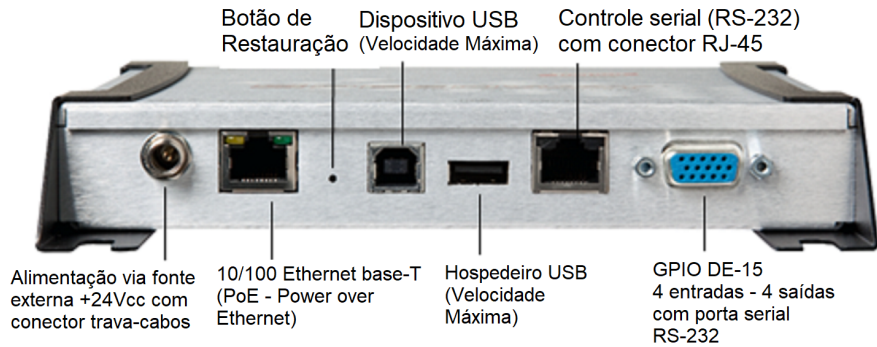 Botão de
Restauração
Dispositivo USB
(Velocidade Máxima)
Controle serial (RS-232)
com conector RJ-45
Alimentação via fonte
externa +24Vcc com
conector trava-cabos
10/100 Ethernet base-T
(PoE - Power over
Ethernet)
Hospedeiro USB
(Velocidade
Máxima)
GPIO DE-15
4 entradas - 4 saídas
com porta serial
RS-232